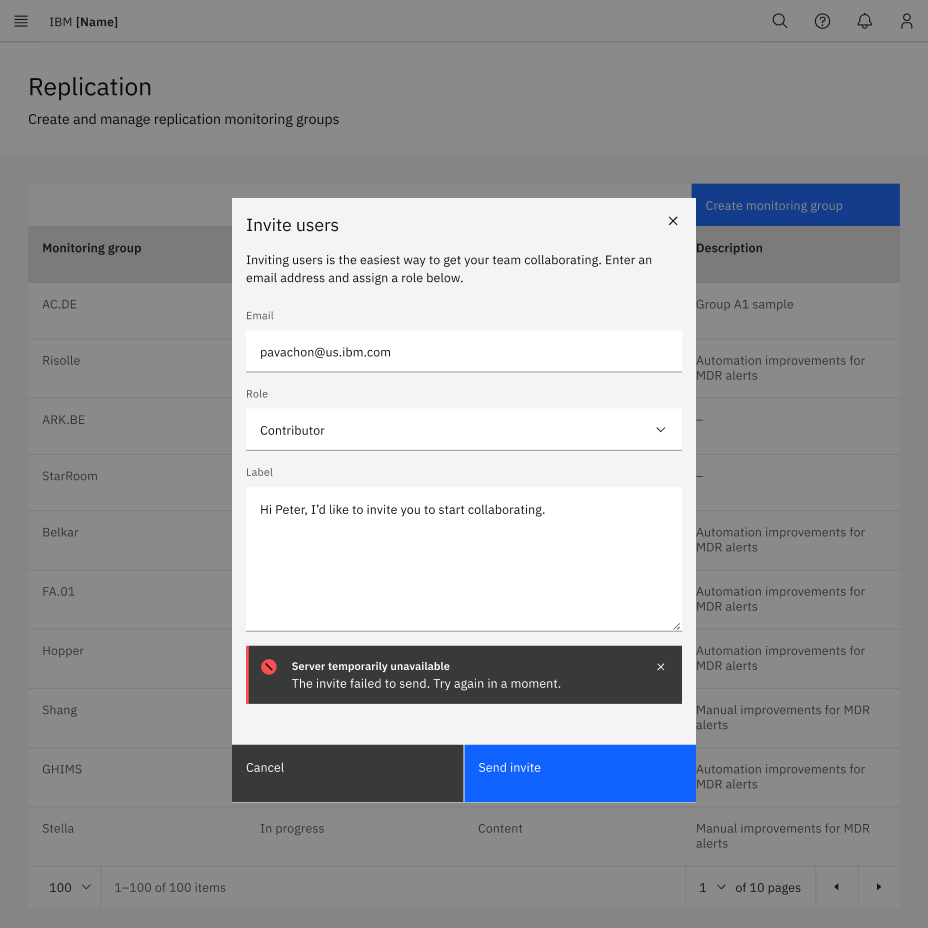 IBM [Name]
Replication
Create and manage replication monitoring groups
Create monitoring group
Monitoring group
Description
AC.DE
Group A1 sample
Risolle
Automation improvements for
MDR alerts
ARK.BE
–
StarRoom
–
Belkar
Automation improvements for
MDR alerts
FA.01
Automation improvements for
MDR alerts
Hopper
Automation improvements for
MDR alerts
Shang
Manual improvements for MDR
alerts
GHIMS
Automation improvements for
MDR alerts
Stella
In progress
Content
Manual improvements for MDR
alerts
100
1–100 of 100 items
1
of 10 pages
Invite users
Inviting users is the easiest way to get your team collaborating. Enter an
email address and assign a role below.
Email
pavachon@us.ibm.com
Role
Contributor
Label
Hi Peter, I’d like to invite you to start collaborating.
Server temporarily unavailable
The invite failed to send. Try again in a moment.
Cancel
Send invite